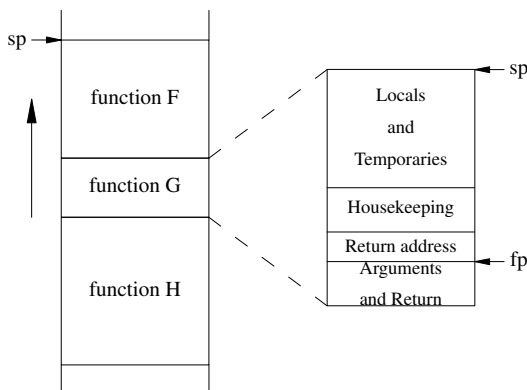 sp
function F
function G
function H
sp
Locals
and
Temporaries
Housekeeping
Return address
fp
Arguments
and Return